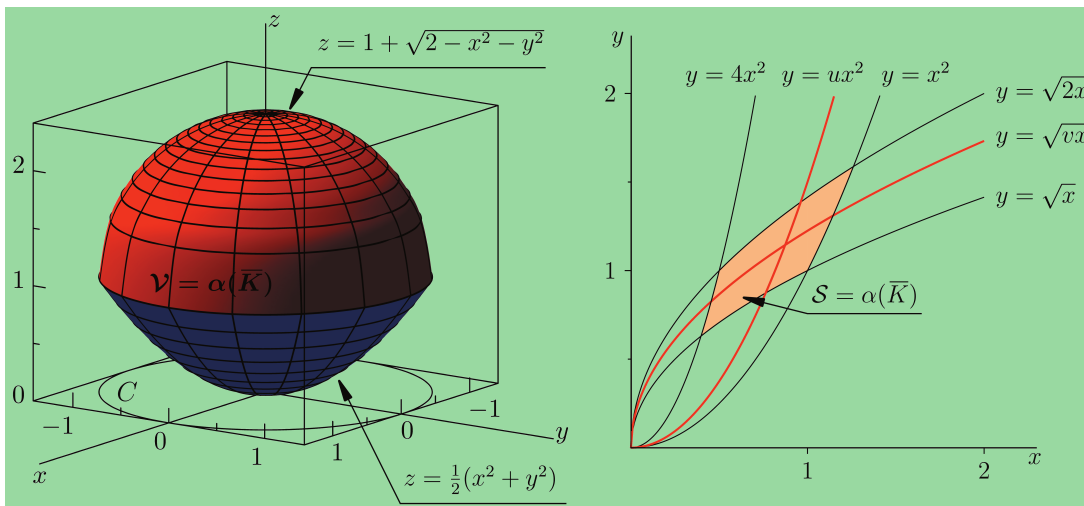 z
z = 1 + √(2 − x² − y²)
2
1
0
𝒱 = α(K̅)
C
−1
0
1
1
0
−1
x
y
z = ½(x² + y²)
y
y = 4x²
y = ux²
y = x²
y = √2x
y = √vx
y = √x
2
1
𝒮 = α(K̅)
1
2
x